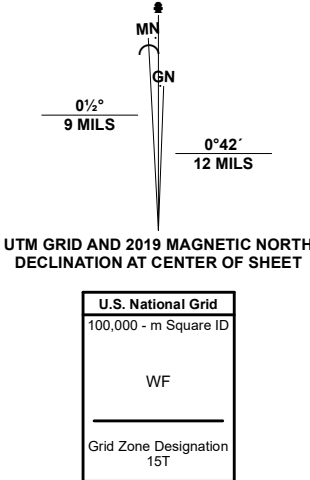 MN
GN
0½°
9 MILS
0°42´
12 MILS
UTM GRID AND 2019 MAGNETIC NORTH
DECLINATION AT CENTER OF SHEET
U.S. National Grid
100,000 - m Square ID
WF
Grid Zone Designation
15T